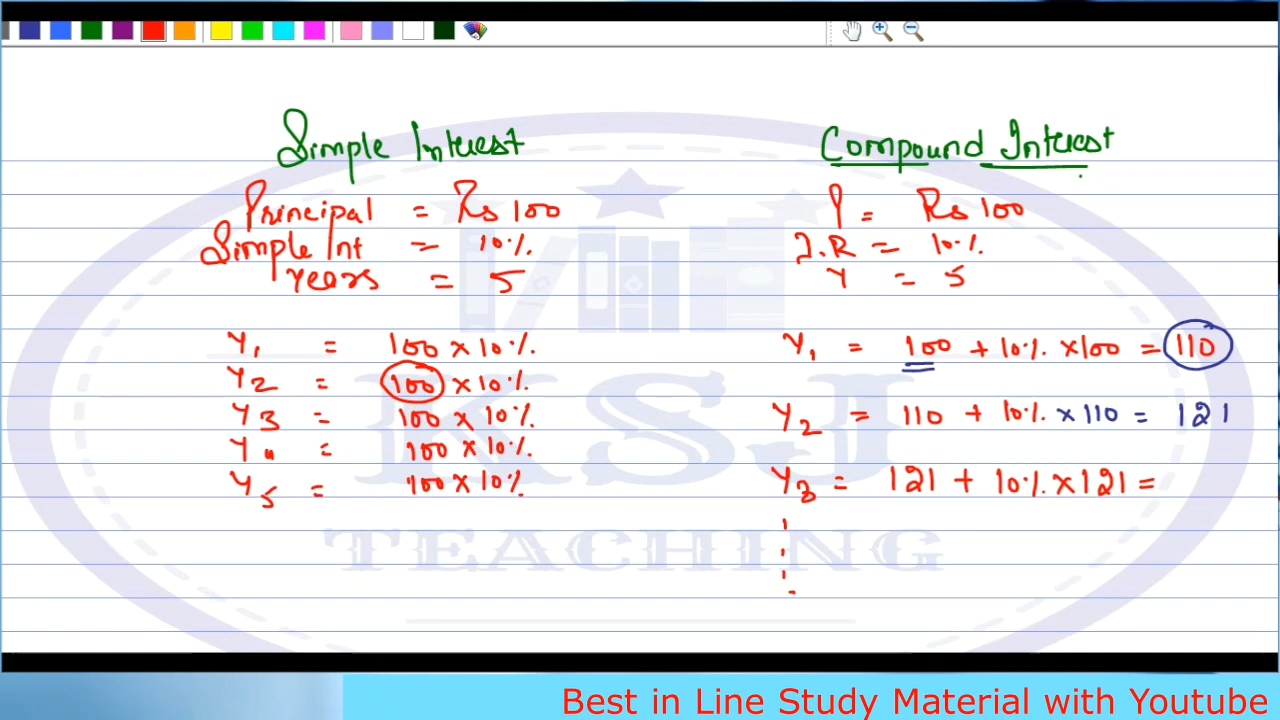 Simple Interest
Principal = Rs 100
Simple Int = 10%
Years = 5
Y1 = 100 x 10%.
Y2 = 100 x 10%.
Y3 = 100 x 10%.
Y4 = 100 x 10%.
Y5 = 100 x 10%.
Compound Interest
P = Rs 100
I.R = 10%
Y = 5
Y1 = 100 + 10% x 100 = 110
Y2 = 110 + 10% x 110 = 121
Y3 = 121 + 10% x 121 =
KSJ
TEACHING
Best in Line Study Material with Youtube